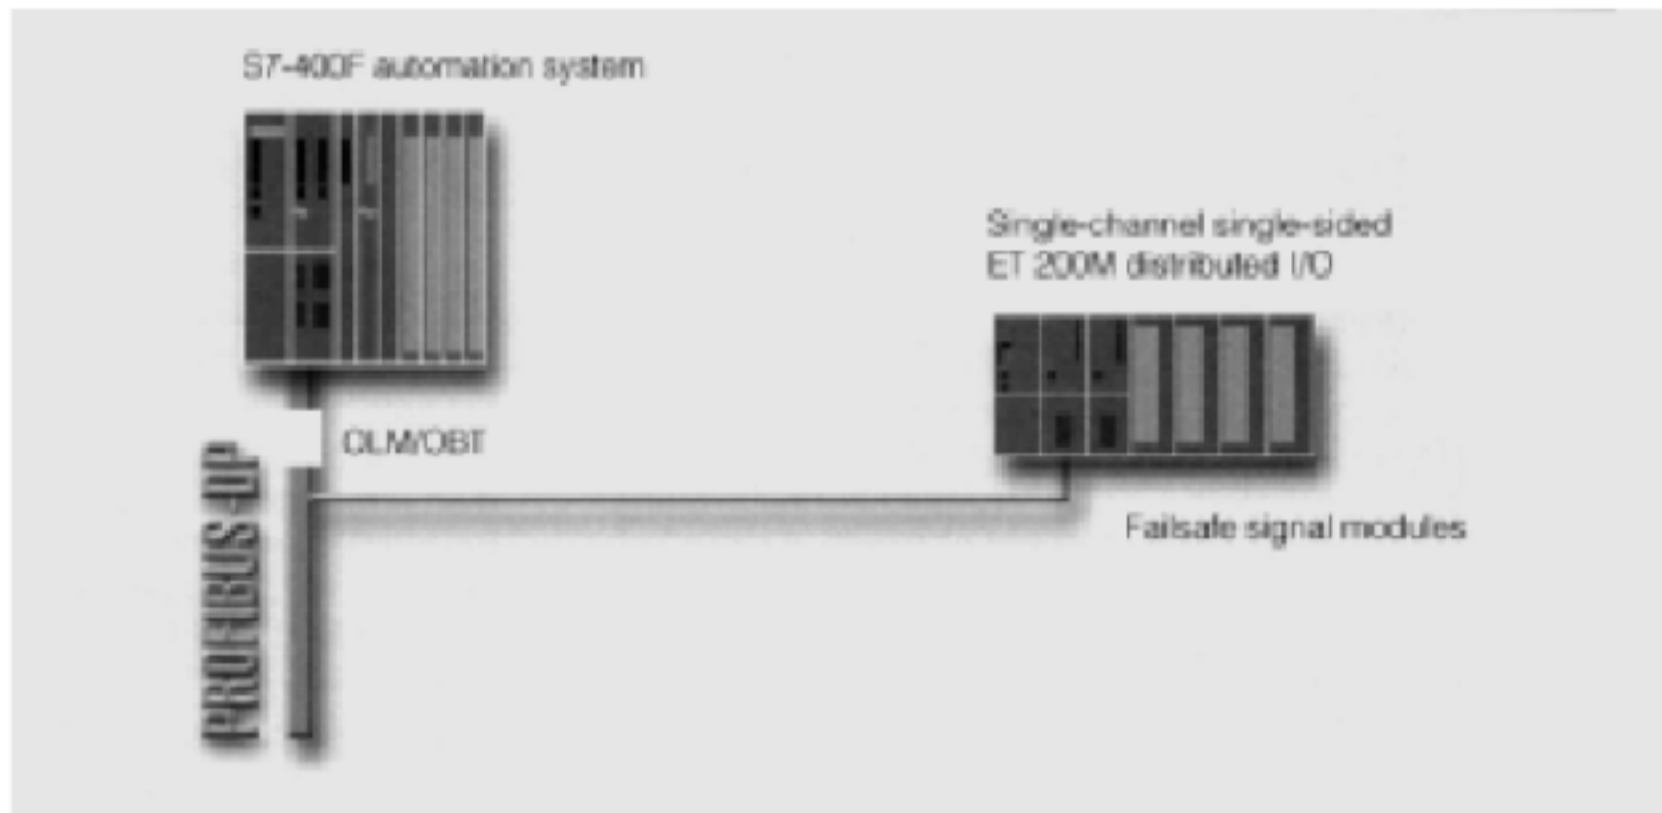 S7-400F automation system
Single-channel single-sided
ET 200M distributed I/O
OLM/OBT
PROFIBUS-DP
Failsafe signal modules